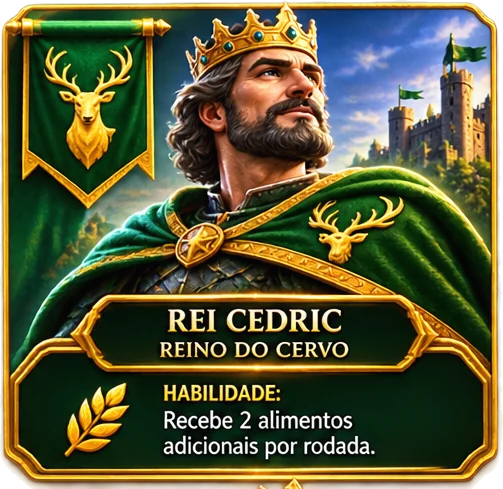 REI CEDRIC
REINO DO CERVO
HABILIDADE:
Recebe 2 alimentos
adicionais por rodada.